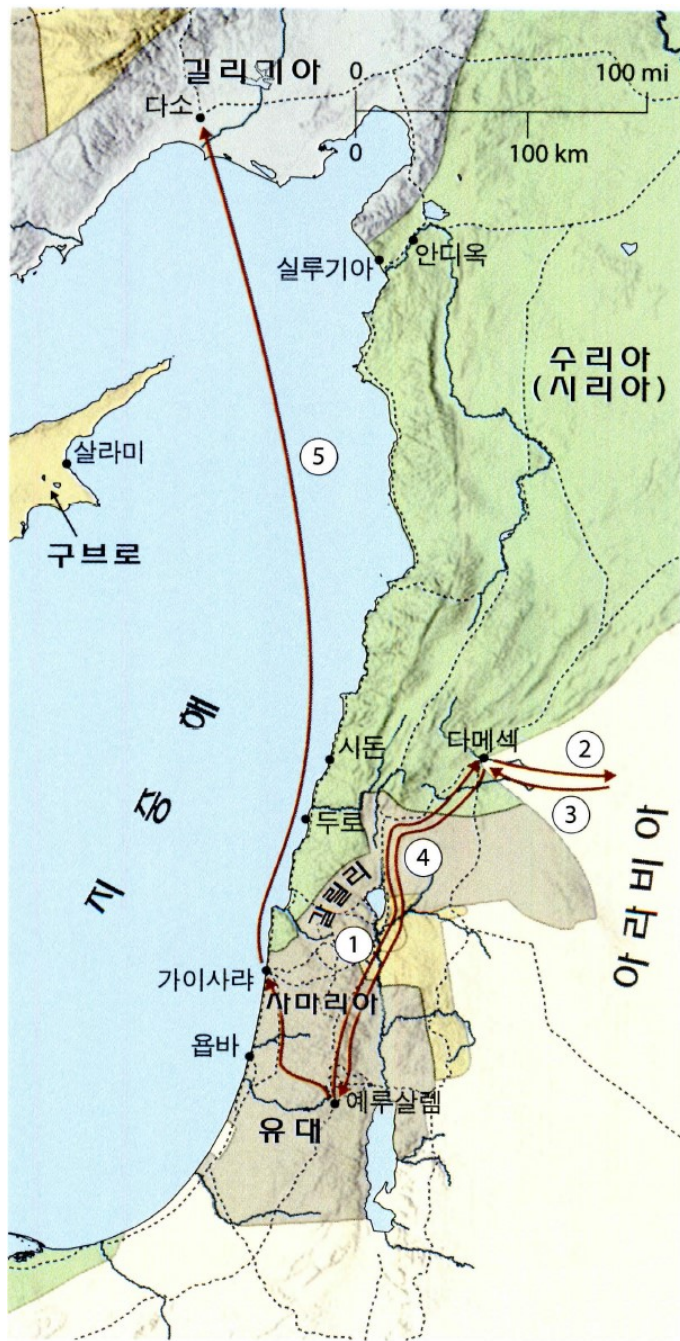 길리기아
0 100 mi
다소
0 100 km
안디옥
실루기아
수리아
(시리아)
살라미
⑤
구브로
지중해
시돈
다메섹
②
두로
③
④
갈릴리
아라비아
①
가이사랴
사마리아
욥바
예루살렘
유대